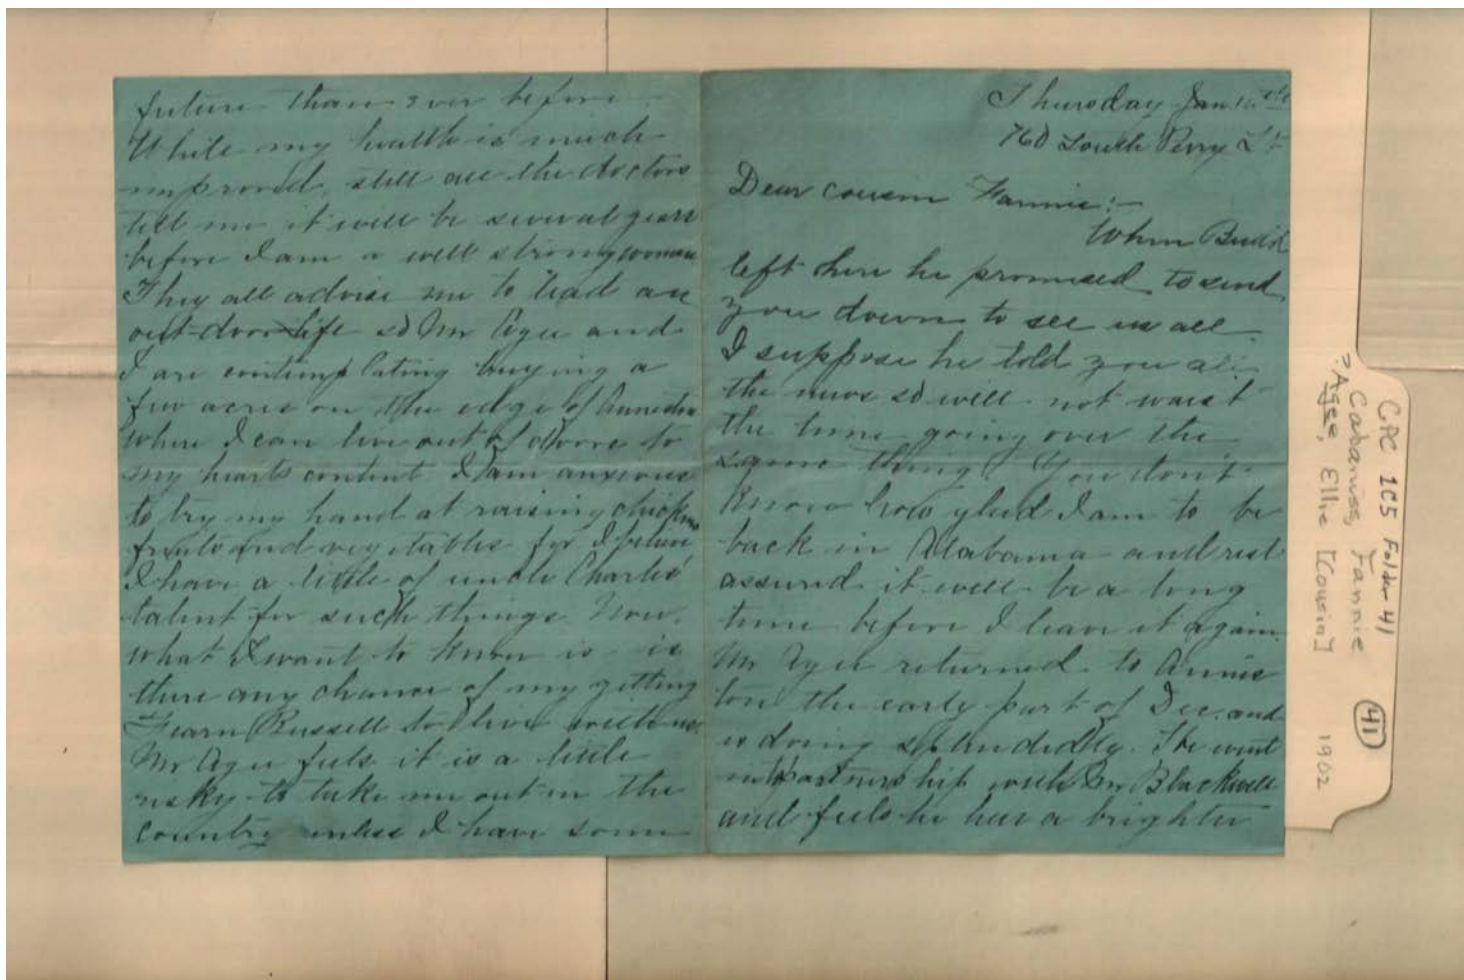 Thursday Jan
760 South Perry St
Dear Cousin Fannie:—
When
left here he promised to send
you down to see us all
I suppose he told you all
the news so will not waist
the time going over the
same thing. You don't
know how glad I am to be
back in Alabama and rest
assured it will be a long
time before I leave it again.
Mr Agee returned to Annis
ton the early part of Dec. and
is doing splendidly. He went
in partnership with Mr Blackwell
and feels he has a brighter
future than ever before
While my health is much
improved, still all the doctors
tell me it will be several years
before I am a well strong woman.
They all advise me to lead an
out-door life so Mr Agee and
I are contemplating buying a
few acres on the edge of Anniston
where I can live out of doors to
my hearts content I am anxious
to try my hand at raising chickens
fruits and vegetables for I believe
I have a little of uncle Charles'
talent for such things Now,
what I want to know is - is
there any chance of my getting
Fearn Russell to live with us.
Mr Agee feels it is a little
risky to take me out in the
country unless I have some
CPC 1C5 Folder 41
Cabaniss, Fannie
?Agee, Ellie [Cousin]
41
1902